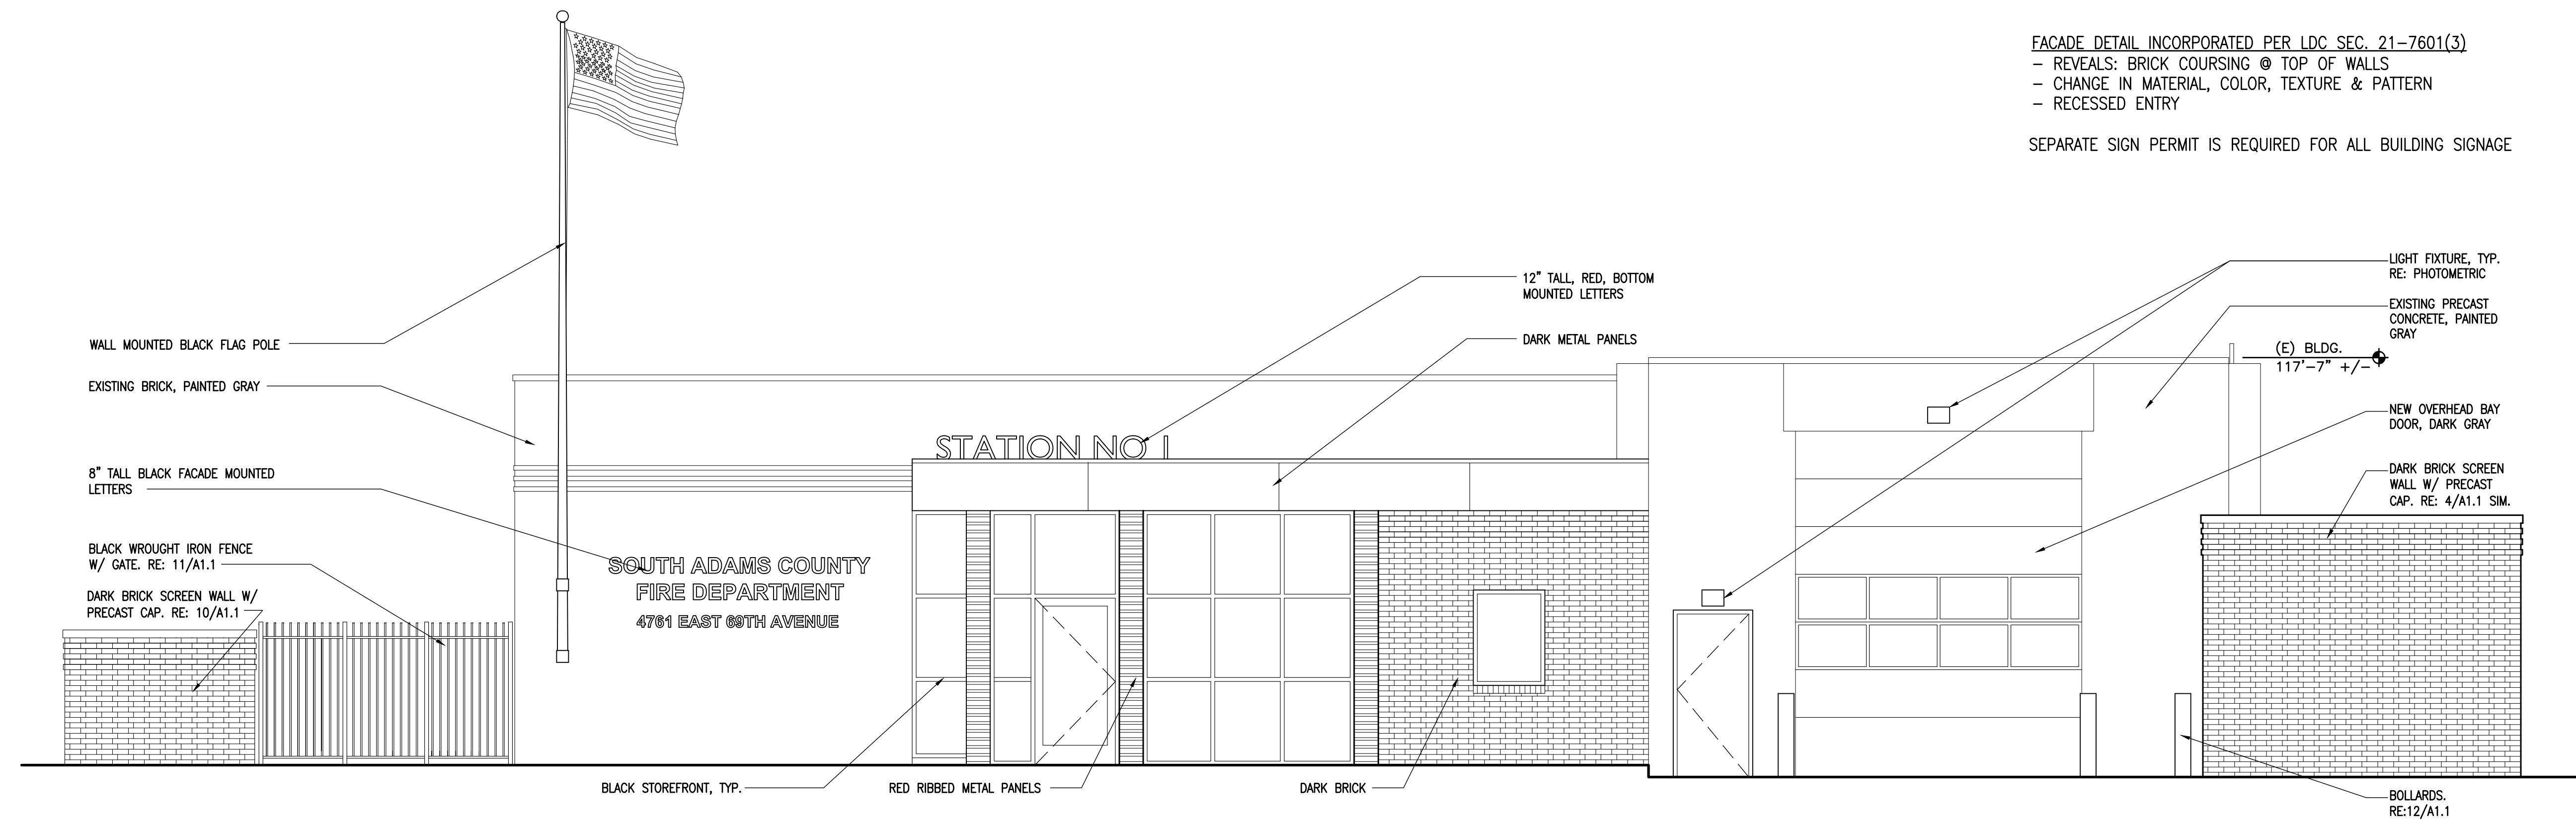 FACADE DETAIL INCORPORATED PER LDC SEC. 21-7601(3)
- REVEALS: BRICK COURSING @ TOP OF WALLS
- CHANGE IN MATERIAL, COLOR, TEXTURE & PATTERN
- RECESSED ENTRY
SEPARATE SIGN PERMIT IS REQUIRED FOR ALL BUILDING SIGNAGE
WALL MOUNTED BLACK FLAG POLE
EXISTING BRICK, PAINTED GRAY
8" TALL BLACK FACADE MOUNTED
LETTERS
BLACK WROUGHT IRON FENCE
W/ GATE. RE: 11/A1.1
DARK BRICK SCREEN WALL W/
PRECAST CAP. RE: 10/A1.1
SOUTH ADAMS COUNTY
FIRE DEPARTMENT
4761 EAST 69TH AVENUE
STATION NO 1
12" TALL, RED, BOTTOM
MOUNTED LETTERS
DARK METAL PANELS
BLACK STOREFRONT, TYP.
RED RIBBED METAL PANELS
DARK BRICK
LIGHT FIXTURE, TYP.
RE: PHOTOMETRIC
EXISTING PRECAST
CONCRETE, PAINTED
GRAY
(E) BLDG.
117'-7" +/-
NEW OVERHEAD BAY
DOOR, DARK GRAY
DARK BRICK SCREEN
WALL W/ PRECAST
CAP. RE: 4/A1.1 SIM.
BOLLARDS.
RE:12/A1.1